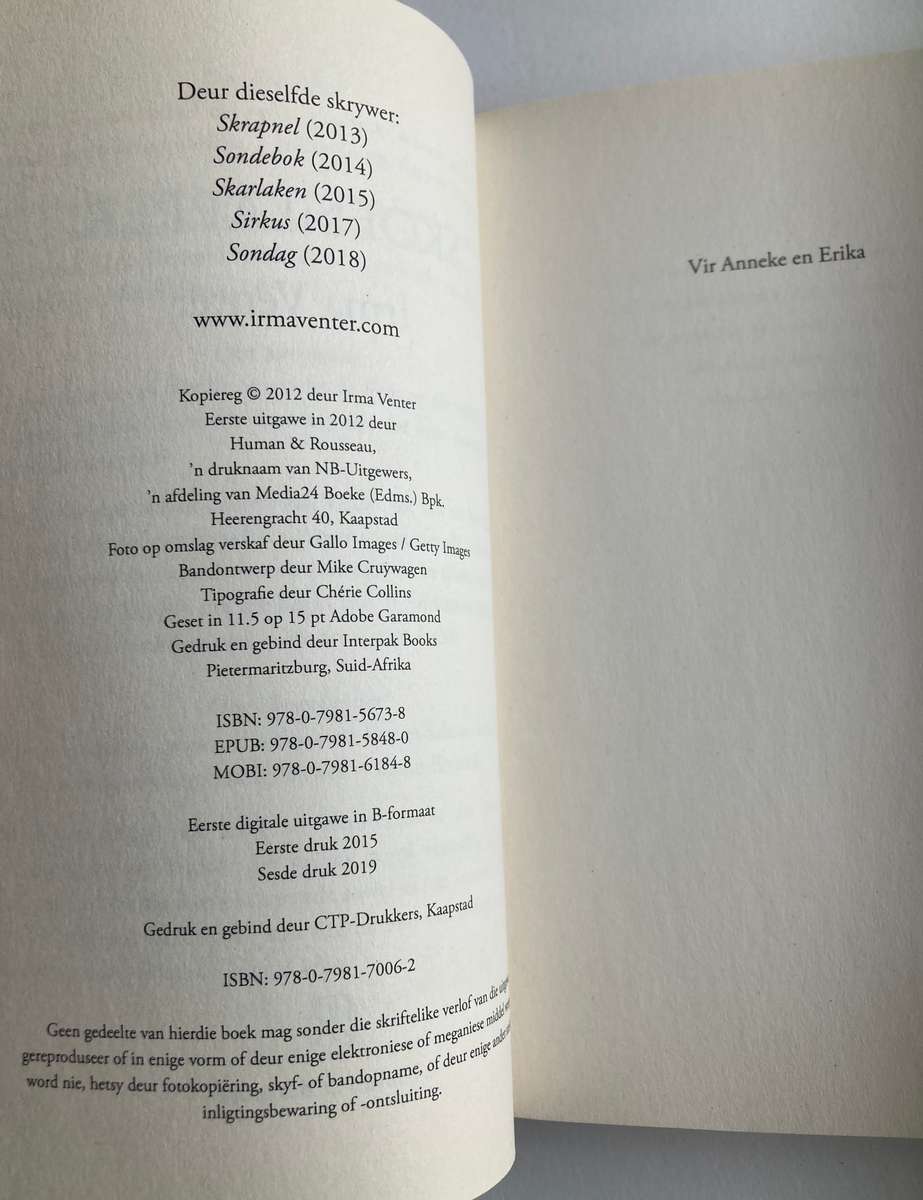 Deur dieselfde skrywer:
Skrapnel (2013)
Sondebok (2014)
Skarlaken (2015)
Sirkus (2017)
Sondag (2018)
www.irmaventer.com
Kopiereg © 2012 deur Irma Venter
Eerste uitgawe in 2012 deur
Human & Rousseau,
'n druknaam van NB-Uitgewers,
'n afdeling van Media24 Boeke (Edms.) Bpk.
Heerengracht 40, Kaapstad
Foto op omslag verskaf deur Gallo Images / Getty Images
Bandontwerp deur Mike Cruywagen
Tipografie deur Chérie Collins
Geset in 11.5 op 15 pt Adobe Garamond
Gedruk en gebind deur Interpak Books
Pietermaritzburg, Suid-Afrika
ISBN: 978-0-7981-5673-8
EPUB: 978-0-7981-5848-0
MOBI: 978-0-7981-6184-8
Eerste digitale uitgawe in B-formaat
Eerste druk 2015
Sesde druk 2019
Gedruk en gebind deur CTP-Drukkers, Kaapstad
ISBN: 978-0-7981-7006-2
Geen gedeelte van hierdie boek mag sonder die skriftelike verlof van die
gereproduseer of in enige vorm of deur enige elektroniese of meganiese middel
word nie, hetsy deur fotokopiëring, skyf- of bandopname, of deur enige ander
inligtingsbewaring of -ontsluiting.
Vir Anneke en Erika